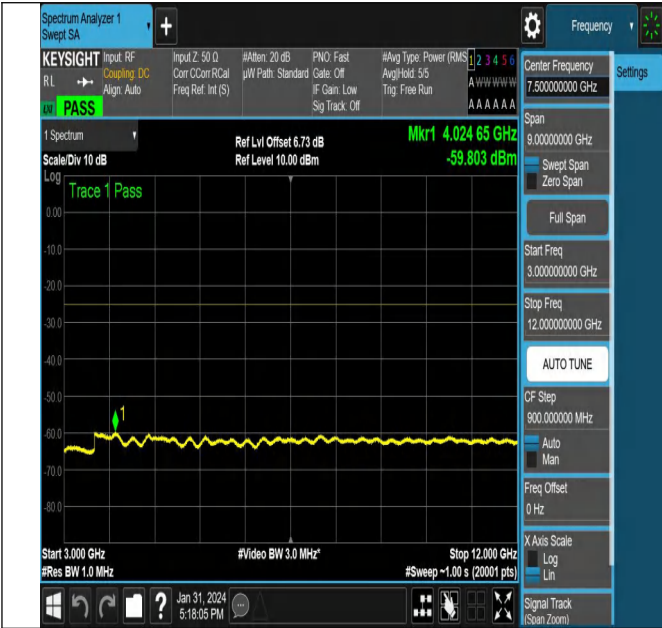 Spectrum Analyzer 1
Swept SA
+
Frequency
KEYSIGHT
RL
PASS
Input: RF
Coupling: DC
Align: Auto
Input Z: 50 Ω
Corr CCorr RCal
Freq Ref: Int (S)
#Atten: 20 dB
µW Path: Standard
PNO: Fast
Gate: Off
IF Gain: Low
Sig Track: Off
#Avg Type: Power (RMS
Avg|Hold: 5/5
Trig: Free Run
1 2 3 4 5 6
A W W W W W
A A A A A A
1 Spectrum
Scale/Div 10 dB
Ref Lvl Offset 6.73 dB
Ref Level 10.00 dBm
Mkr1 4.024 65 GHz
-59.803 dBm
Log
Trace 1 Pass
0.00
-10.0
-20.0
-30.0
-40.0
-50.0
1
-60.0
-70.0
-80.0
Start 3.000 GHz
#Res BW 1.0 MHz
#Video BW 3.0 MHz*
Stop 12.000 GHz
#Sweep ~1.00 s (20001 pts)
?
Jan 31, 2024
5:18:05 PM
Center Frequency
7.500000000 GHz
Settings
Span
9.00000000 GHz
Swept Span
Zero Span
Full Span
Start Freq
3.000000000 GHz
Stop Freq
12.000000000 GHz
AUTO TUNE
CF Step
900.000000 MHz
Auto
Man
Freq Offset
0 Hz
X Axis Scale
Log
Lin
Signal Track
(Span Zoom)